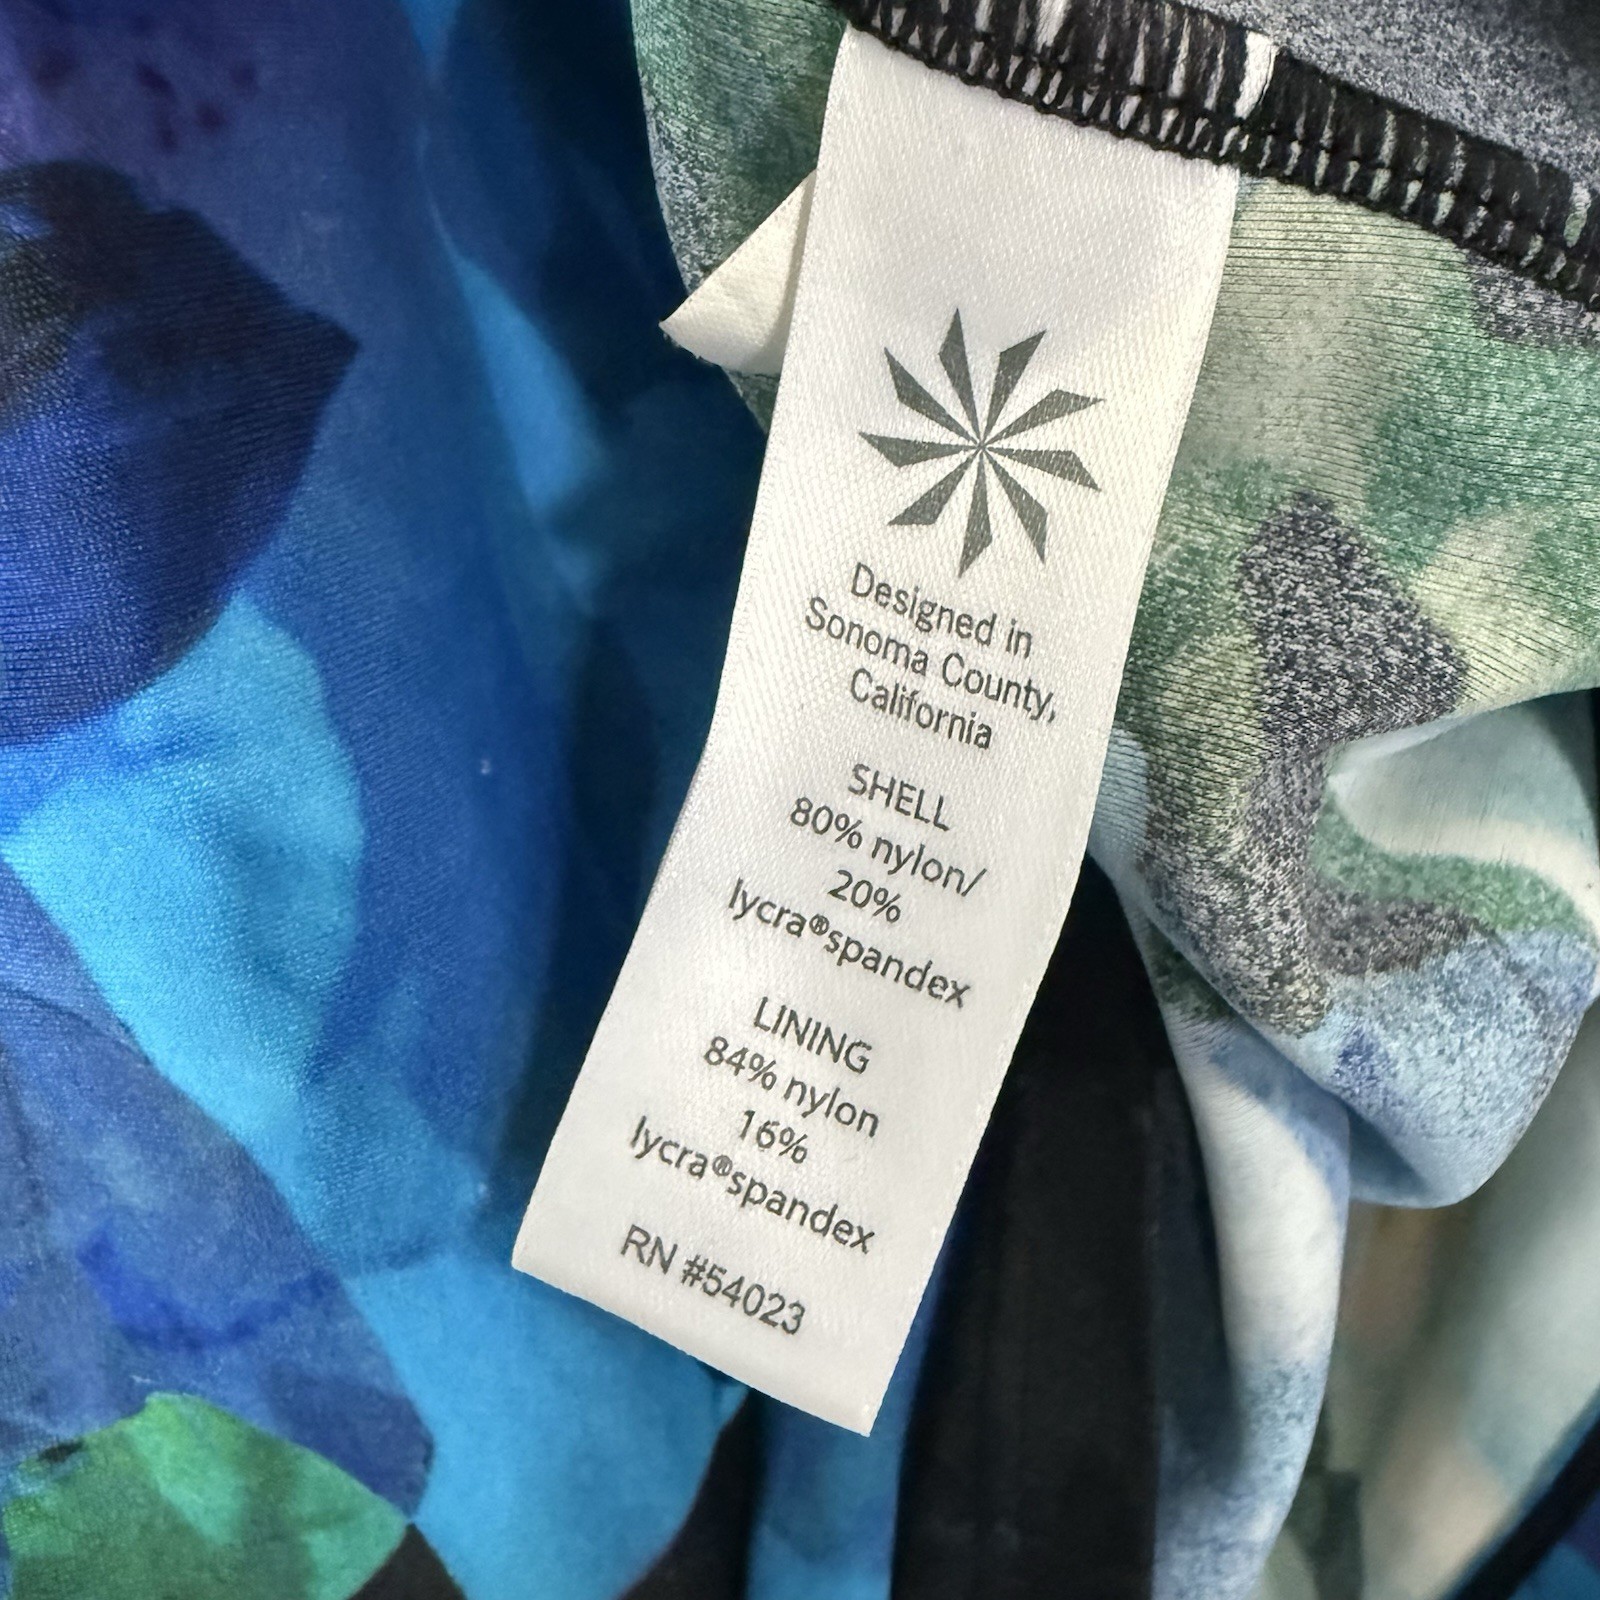 Designed in
Sonoma County,
California
SHELL
80% nylon/
20%
lycra®spandex
LINING
84% nylon
16%
lycra®spandex
RN #54023